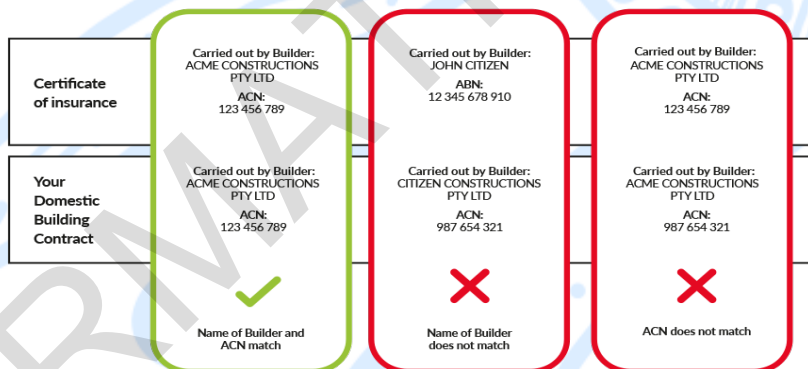 Certificate
of insurance
Carried out by Builder:
ACME CONSTRUCTIONS
PTY LTD
ACN:
123 456 789
Carried out by Builder:
JOHN CITIZEN
ABN:
12 345 678 910
Carried out by Builder:
ACME CONSTRUCTIONS
PTY LTD
ACN:
123 456 789
Your
Domestic
Building
Contract
Carried out by Builder:
ACME CONSTRUCTIONS
PTY LTD
ACN:
123 456 789
Carried out by Builder:
CITIZEN CONSTRUCTIONS
PTY LTD
ACN:
987 654 321
Carried out by Builder:
ACME CONSTRUCTIONS
PTY LTD
ACN:
987 654 321
Name of Builder and
ACN match
Name of Builder
does not match
ACN does not match